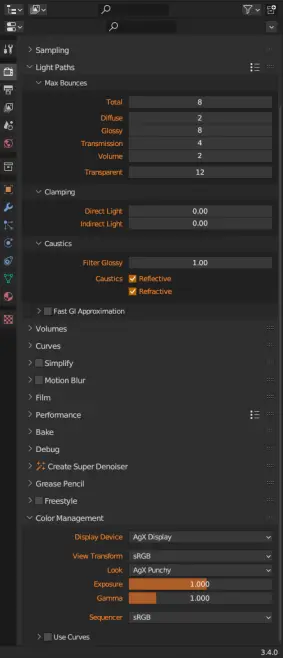 Sampling
Light Paths
Max Bounces
Total 8
Diffuse 2
Glossy 8
Transmission 4
Volume 2
Transparent 12
Clamping
Direct Light 0.00
Indirect Light 0.00
Caustics
Filter Glossy 1.00
Caustics Reflective
Refractive
Fast GI Approximation
Volumes
Curves
Simplify
Motion Blur
Film
Performance
Bake
Debug
Create Super Denoiser
Grease Pencil
Freestyle
Color Management
Display Device AgX Display
View Transform sRGB
Look AgX Punchy
Exposure 1.000
Gamma 1.000
Sequencer sRGB
Use Curves
3.4.0